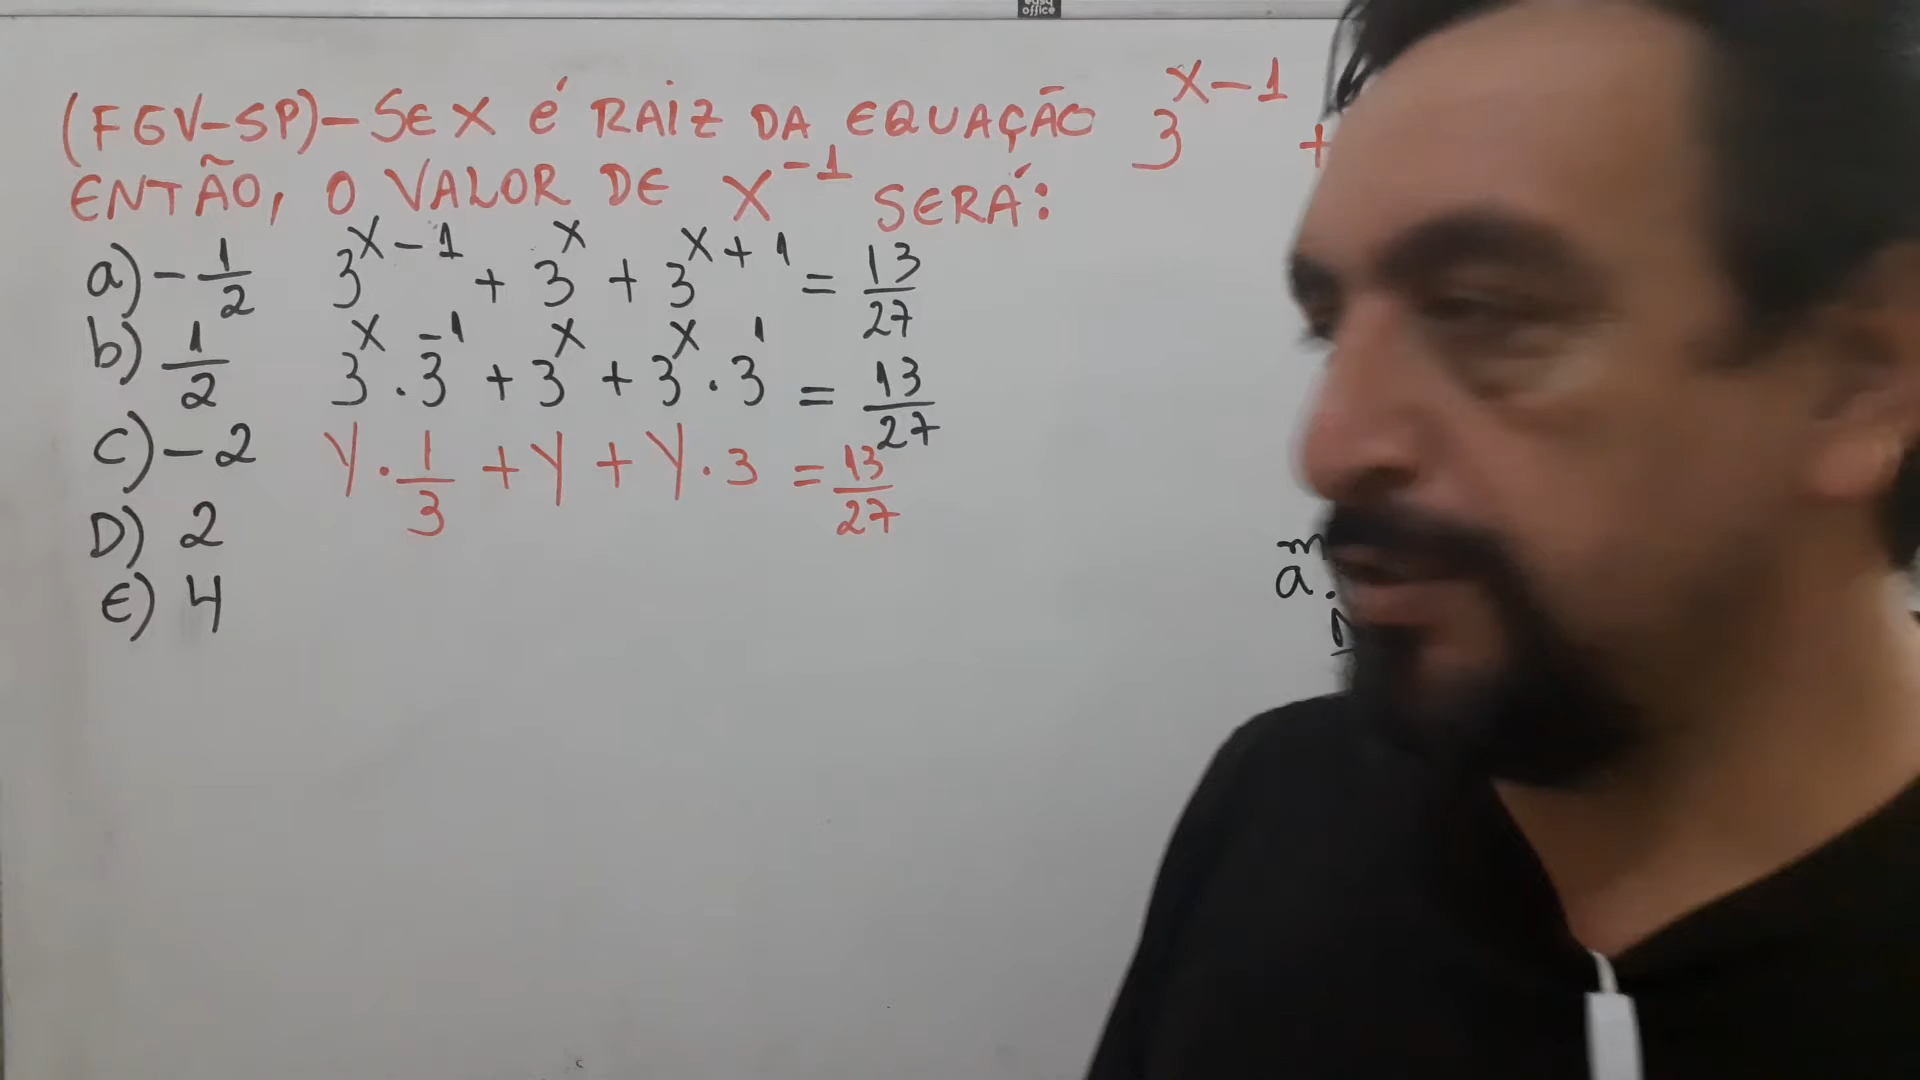 easy office
(FGV-SP)-SE X É RAIZ DA EQUAÇÃO 3^(X-1) +
ENTÃO, O VALOR DE X^-1 SERÁ:
a) -1/2 3^(X-1) + 3^X + 3^(X+1) = 13/27
b) 1/2 3^X . 3^-1 + 3^X + 3^X . 3^1 = 13/27
C) -2 Y . 1/3 + Y + Y . 3 = 13/27
D) 2
E) 4
a^m .